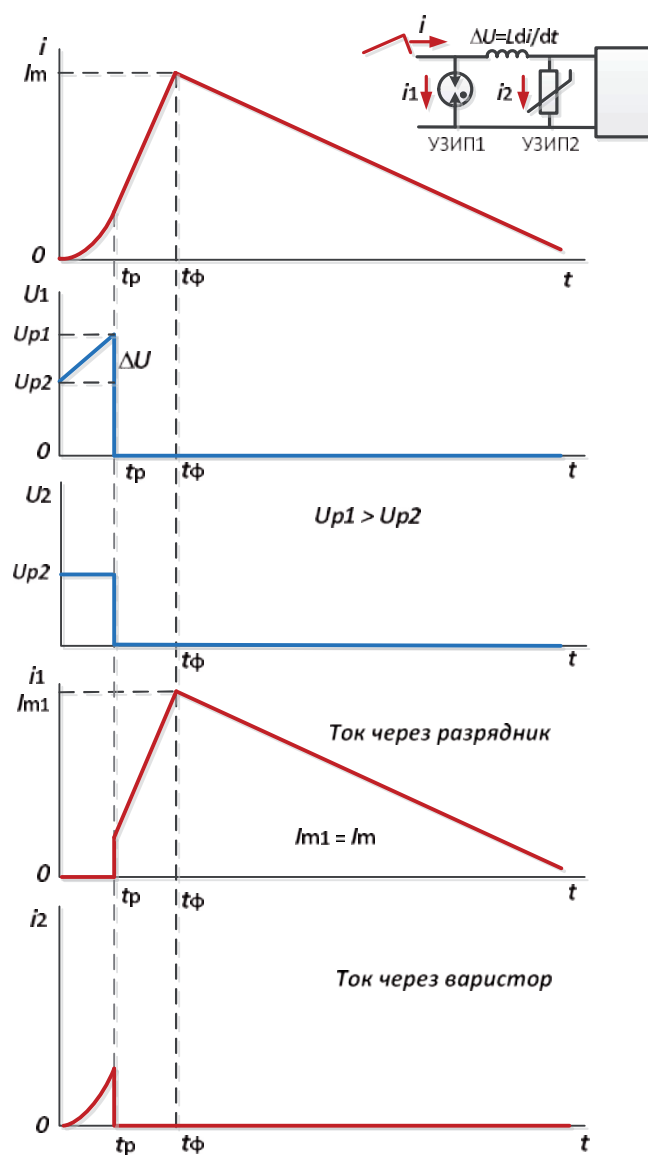 i
ΔU=Ldi/dt
i
Im
i1
i2
УЗИП1
УЗИП2
0
tр
tф
t
U1
Up1
ΔU
Up2
0
tр
tф
t
U2
Up1 > Up2
Up2
tф
t
i1
Im1
Ток через разрядник
Im1 = Im
0
tр
tф
t
i2
Ток через варистор
0
tр
tф
t